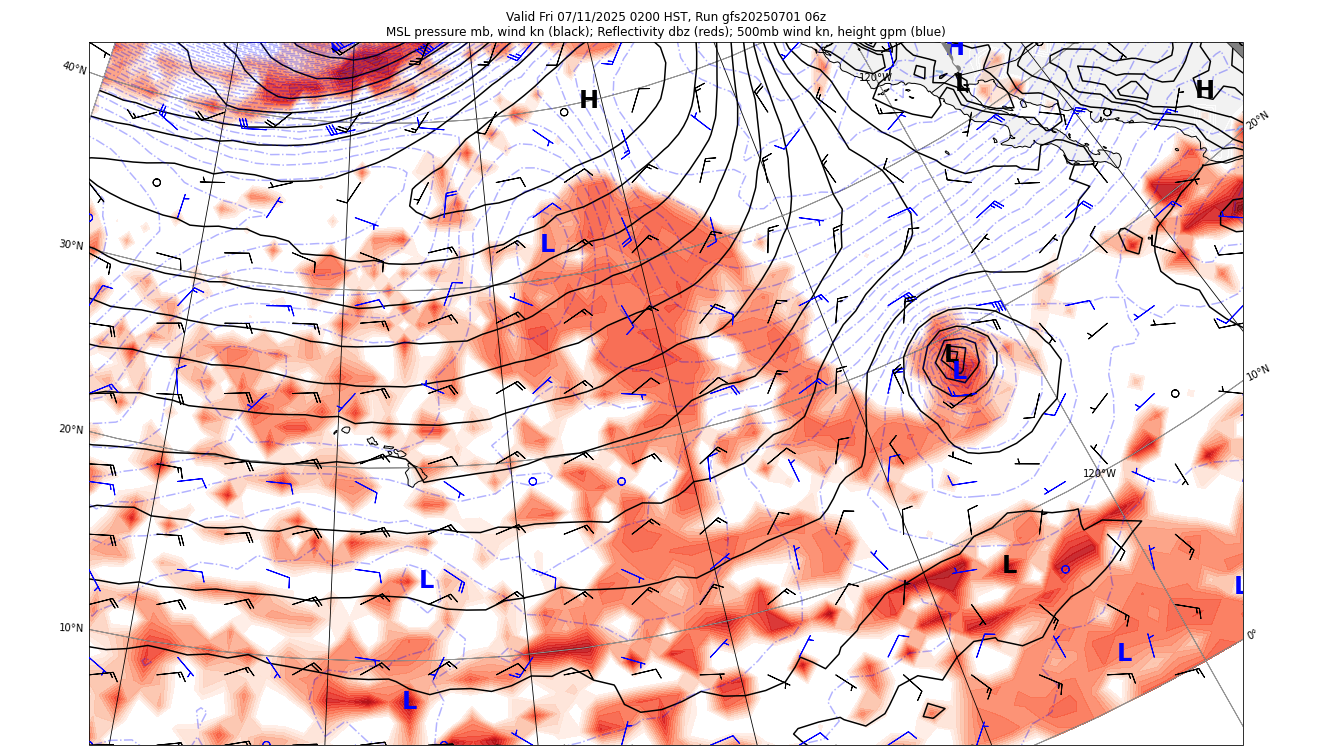 Valid Fri 07/11/2025 0200 HST, Run gfs20250701 06z
MSL pressure mb, wind kn (black); Reflectivity dbz (reds); 500mb wind kn, height gpm (blue)
H
40°N
120°W
L
H
H
20°N
30°N
L
L
L
10°N
20°N
120°W
L
L
L
10°N
0°
L
L